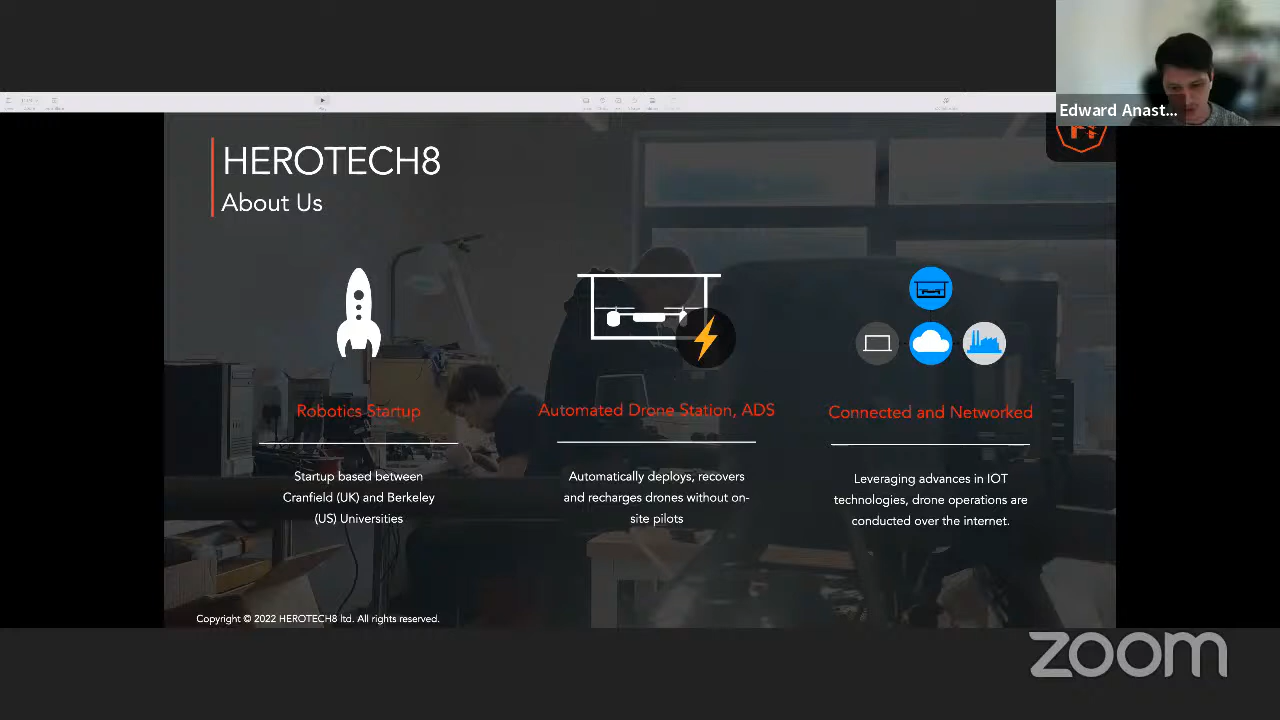 Edward Anast...
HEROTECH8
About Us
Robotics Startup
Automated Drone Station, ADS
Connected and Networked
Startup based between
Cranfield (UK) and Berkeley
(US) Universities
Automatically deploys, recovers
and recharges drones without on-
site pilots
Leveraging advances in IOT
technologies, drone operations are
conducted over the internet.
Copyright © 2022 HEROTECH8 ltd. All rights reserved.
zoom